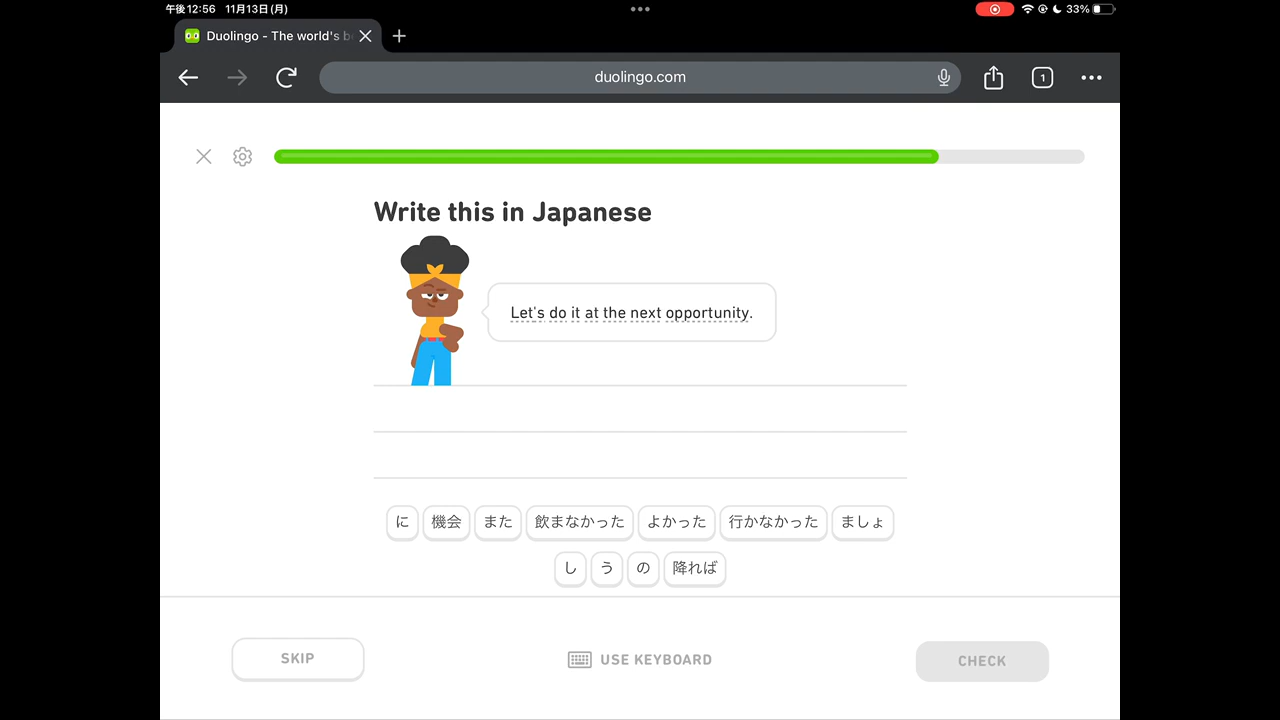 午後12:56 11月13日(月)
33%
Duolingo - The world's b
duolingo.com
1
Write this in Japanese
Let's do it at the next opportunity.
に 機会 また 飲まなかった よかった 行かなかった ましょ
し う の 降れば
SKIP
USE KEYBOARD
CHECK